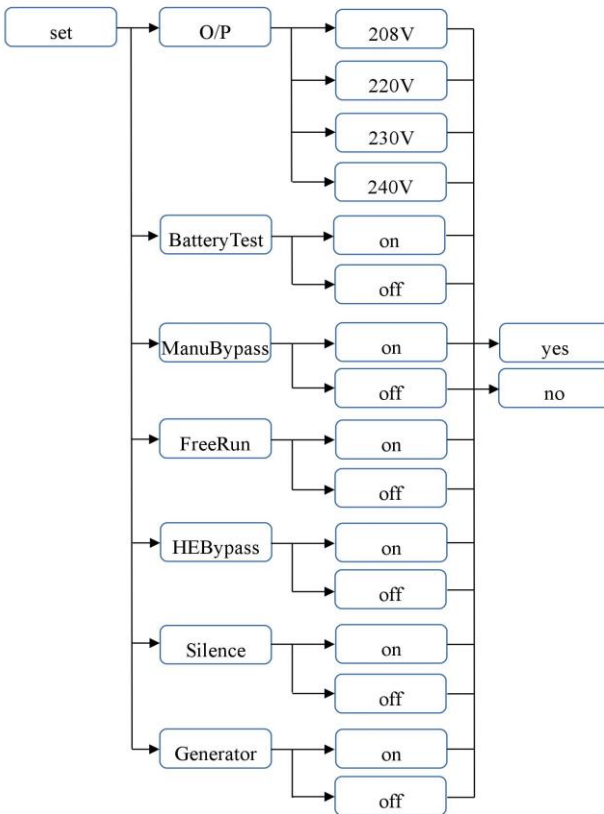 set
O/P
208V
220V
230V
240V
BatteryTest
on
off
ManuBypass
on
off
yes
no
FreeRun
on
off
HEBypass
on
off
Silence
on
off
Generator
on
off